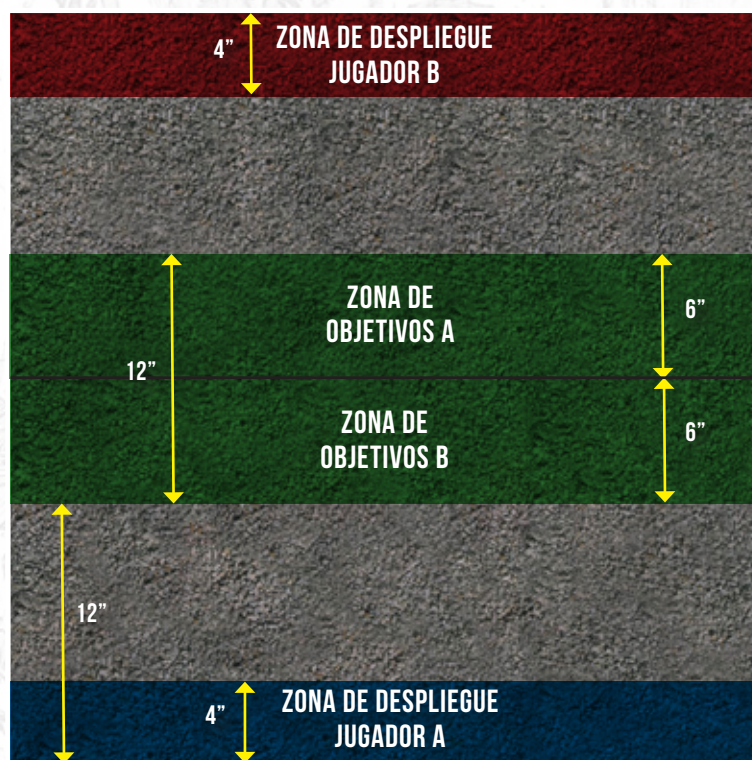 4”
ZONA DE DESPLIEGUE
JUGADOR B
ZONA DE
OBJETIVOS A
6”
12”
ZONA DE
OBJETIVOS B
6”
12”
4”
ZONA DE DESPLIEGUE
JUGADOR A